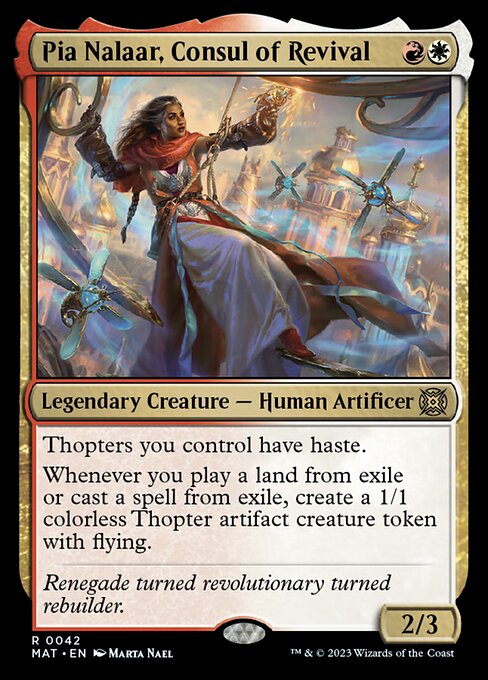 Pia Nalaar, Consul of Revival
Legendary Creature — Human Artificer
Thopters you control have haste.
Whenever you play a land from exile
or cast a spell from exile, create a 1/1
colorless Thopter artifact creature token
with flying.
Renegade turned revolutionary turned
rebuilder.
2/3
R 0042
MAT • EN Marta Nael
™ & © 2023 Wizards of the Coast